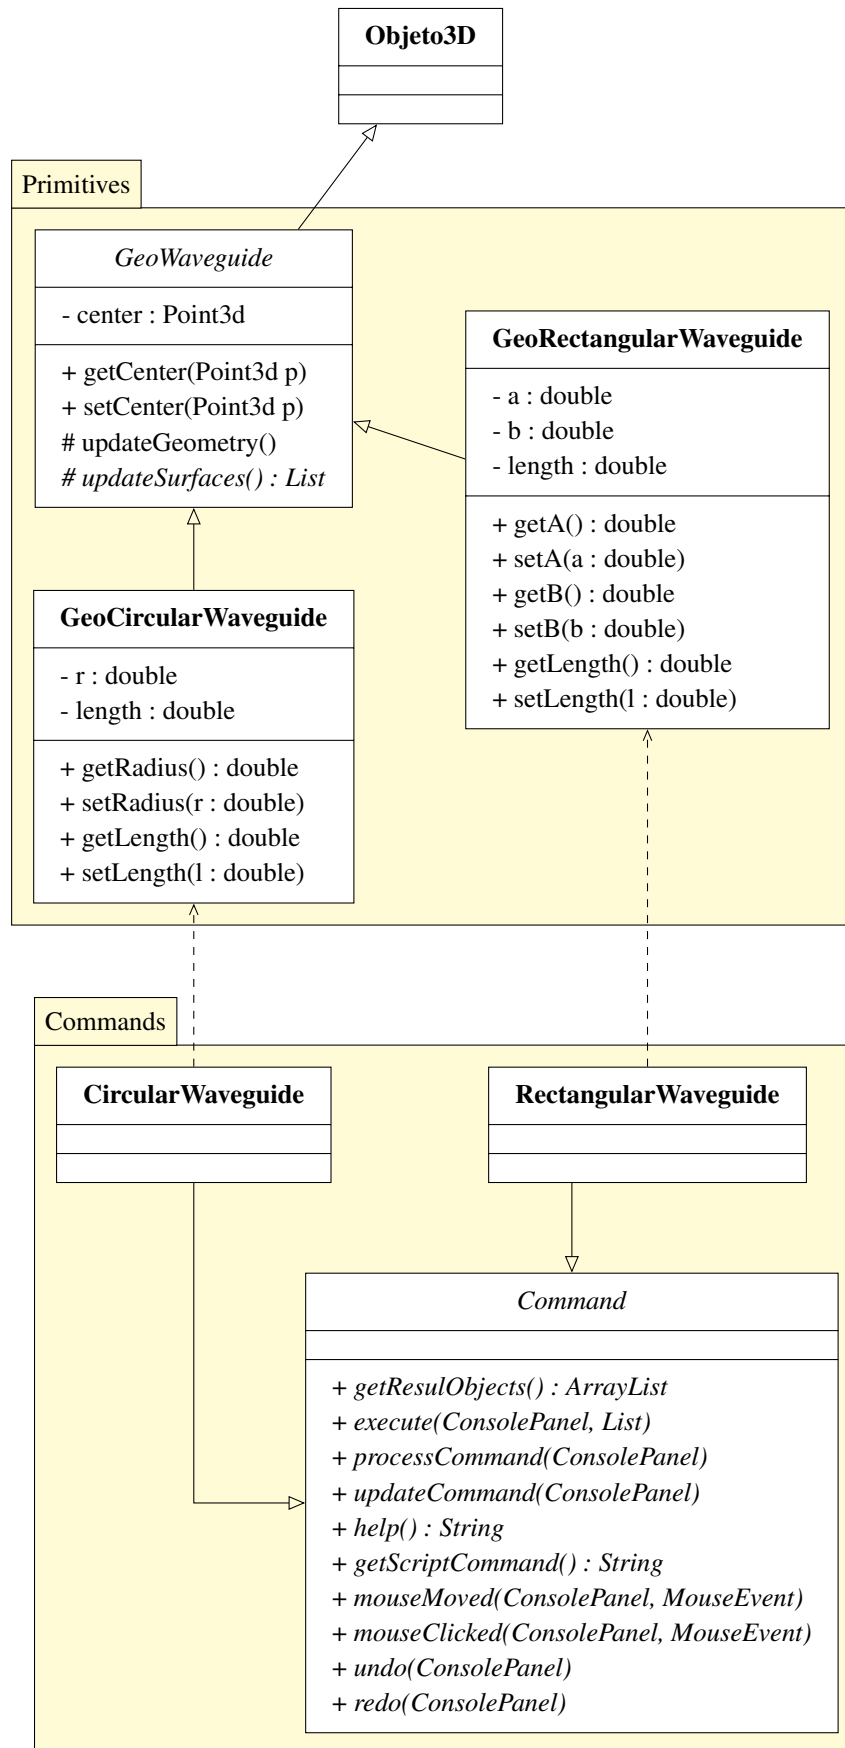 Objeto3D
Primitives
GeoWaveguide
- center : Point3d
+ getCenter(Point3d p)
+ setCenter(Point3d p)
# updateGeometry()
# updateSurfaces() : List
GeoRectangularWaveguide
- a : double
- b : double
- length : double
+ getA() : double
+ setA(a : double)
+ getB() : double
+ setB(b : double)
+ getLength() : double
+ setLength(l : double)
GeoCircularWaveguide
- r : double
- length : double
+ getRadius() : double
+ setRadius(r : double)
+ getLength() : double
+ setLength(l : double)
Commands
CircularWaveguide
RectangularWaveguide
Command
+ getResulObjects() : ArrayList
+ execute(ConsolePanel, List)
+ processCommand(ConsolePanel)
+ updateCommand(ConsolePanel)
+ help() : String
+ getScriptCommand() : String
+ mouseMoved(ConsolePanel, MouseEvent)
+ mouseClicked(ConsolePanel, MouseEvent)
+ undo(ConsolePanel)
+ redo(ConsolePanel)